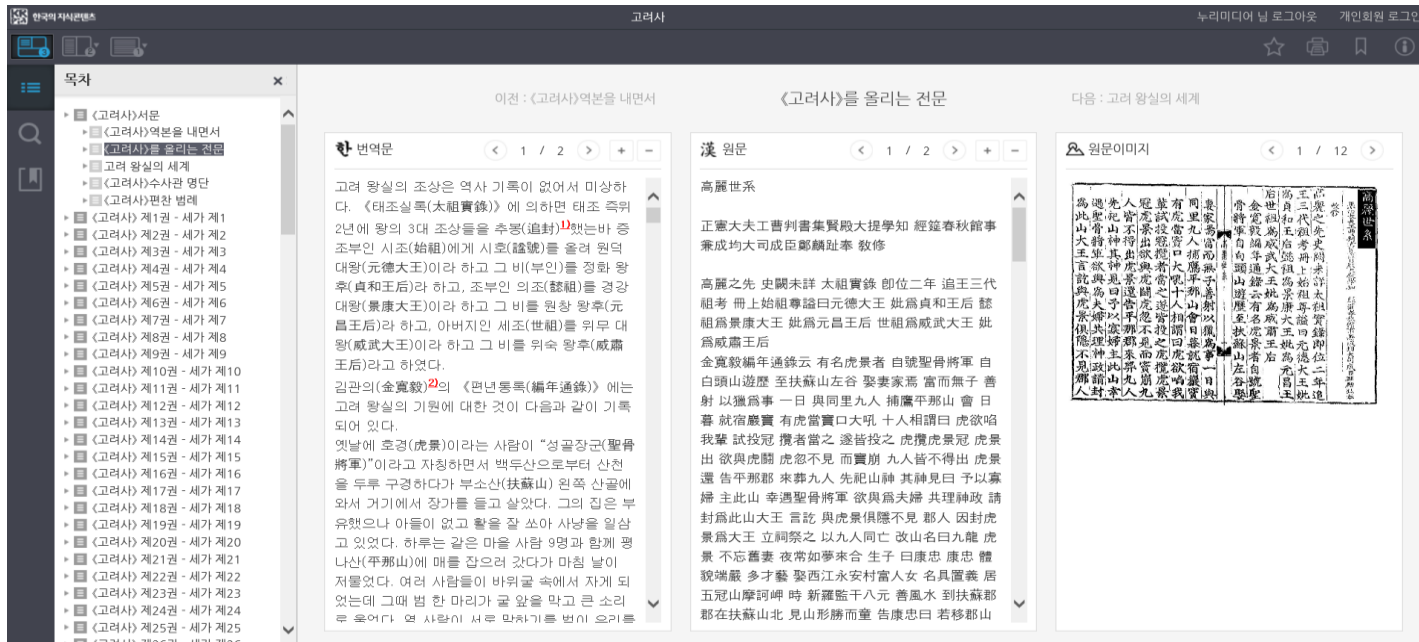 한국의 지식콘텐츠
고려사
누리미디어 님 로그아웃
개인회원 로그인
목차
×
《고려사》서문
《고려사》역본을 내면서
《고려사》를 올리는 전문
고려 왕실의 세계
《고려사》수사관 명단
《고려사》편찬 범례
《고려사》 제1권 - 세가 제1
《고려사》 제2권 - 세가 제2
《고려사》 제3권 - 세가 제3
《고려사》 제4권 - 세가 제4
《고려사》 제5권 - 세가 제5
《고려사》 제6권 - 세가 제6
《고려사》 제7권 - 세가 제7
《고려사》 제8권 - 세가 제8
《고려사》 제9권 - 세가 제9
《고려사》 제10권 - 세가 제10
《고려사》 제11권 - 세가 제11
《고려사》 제12권 - 세가 제12
《고려사》 제13권 - 세가 제13
《고려사》 제14권 - 세가 제14
《고려사》 제15권 - 세가 제15
《고려사》 제16권 - 세가 제16
《고려사》 제17권 - 세가 제17
《고려사》 제18권 - 세가 제18
《고려사》 제19권 - 세가 제19
《고려사》 제20권 - 세가 제20
《고려사》 제21권 - 세가 제21
《고려사》 제22권 - 세가 제22
《고려사》 제23권 - 세가 제23
《고려사》 제24권 - 세가 제24
《고려사》 제25권 - 세가 제25
이전 : 《고려사》역본을 내면서
《고려사》를 올리는 전문
다음 : 고려 왕실의 세계
한 번역문
1 / 2
고려 왕실의 조상은 역사 기록이 없어서 미상하
다. 《태조실록(太祖實錄)》에 의하면 태조 즉위
2년에 왕의 3대 조상들을 추봉(追封)1)했는바 증
조부인 시조(始祖)에게 시호(諡號)를 올려 원덕
대왕(元德大王)이라 하고 그 비(부인)를 정화 왕
후(貞和王后)라 하고, 조부인 의조(懿祖)를 경강
대왕(景康大王)이라 하고 그 비를 원창 왕후(元
昌王后)라 하고, 아버지인 세조(世祖)를 위무 대
왕(威武大王)이라 하고 그 비를 위숙 왕후(威肅
王后)라고 하였다.
김관의(金寬毅)2)의 《편년통록(編年通錄)》에는
고려 왕실의 기원에 대한 것이 다음과 같이 기록
되어 있다.
옛날에 호경(虎景)이라는 사람이 “성골장군(聖骨
將軍)”이라고 자칭하면서 백두산으로부터 산천
을 두루 구경하다가 부소산(扶蘇山) 왼쪽 산골에
와서 거기에서 장가를 들고 살았다. 그의 집은 부
유했으나 아들이 없고 활을 잘 쏘아 사냥을 일삼
고 있었다. 하루는 같은 마을 사람 9명과 함께 평
나산(平那山)에 매를 잡으러 갔다가 마침 날이
저물었다. 여러 사람들이 바위굴 속에서 자게 되
었는데 그때 범 한 마리가 굴 앞을 막고 큰 소리
로 울었다. 열 사람이 서로 말하기를 범이 우리를
漢 원문
1 / 2
高麗世系
正憲大夫工曹判書集賢殿大提學知 經筵春秋館事
兼成均大司成臣鄭麟趾奉 敎修
高麗之先 史闕未詳 太祖實錄 卽位二年 追王三代
祖考 冊上始祖尊謚曰元德大王 妣爲貞和王后 懿
祖爲景康大王 妣爲元昌王后 世祖爲威武大王 妣
爲威肅王后
金寬毅編年通錄云 有名虎景者 自號聖骨將軍 自
白頭山遊歷 至扶蘇山左谷 娶妻家焉 富而無子 善
射 以獵爲事 一日 與同里九人 捕鷹平那山 會 日
暮 就宿巖竇 有虎當竇口大吼 十人相謂曰 虎欲啗
我輩 試投冠 攬者當之 遂皆投之 虎攬虎景冠 虎景
出 欲與虎鬪 虎忽不見 而竇崩 九人皆不得出 虎景
還 告平那郡 來葬九人 先祀山神 其神見曰 予以寡
婦 主此山 幸遇聖骨將軍 欲與爲夫婦 共理神政 請
封爲此山大王 言訖 與虎景俱隱不見 郡人 因封虎
景爲大王 立祠祭之 以九人同亡 改山名曰九龍 虎
景 不忘舊妻 夜常如夢來合 生子 曰康忠 康忠 體
貌端嚴 多才藝 娶西江永安村富人女 名具置義 居
五冠山摩訶岬 時 新羅監干八元 善風水 到扶蘇郡
郡在扶蘇山北 見山形勝而童 告康忠曰 若移郡山
원문이미지
1 / 12
高麗世系